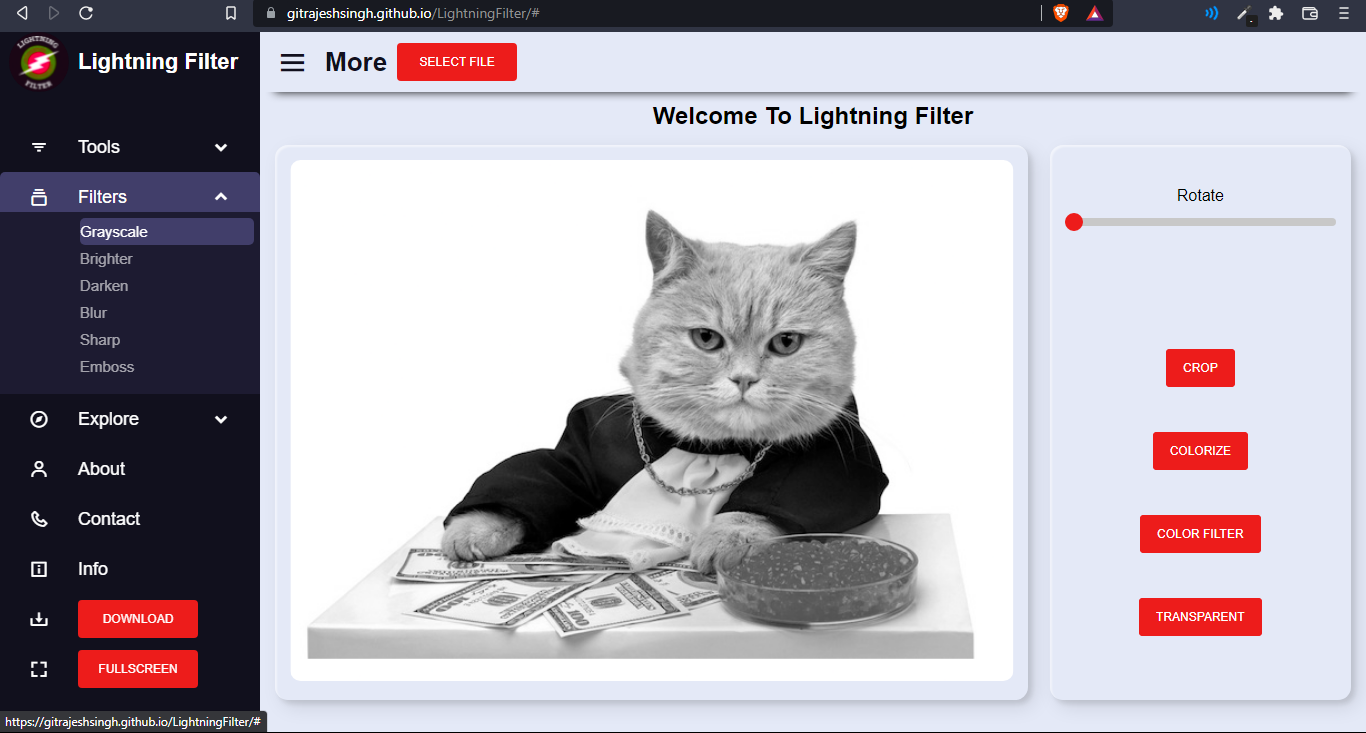 gitrajeshsingh.github.io/LightningFilter/#
LIGHTNING
FILTER
Lightning Filter
More
SELECT FILE
Welcome To Lightning Filter
Tools
Filters
Grayscale
Brighter
Darken
Blur
Sharp
Emboss
Explore
About
Contact
Info
DOWNLOAD
FULLSCREEN
100
Rotate
CROP
COLORIZE
COLOR FILTER
TRANSPARENT
https://gitrajeshsingh.github.io/LightningFilter/#